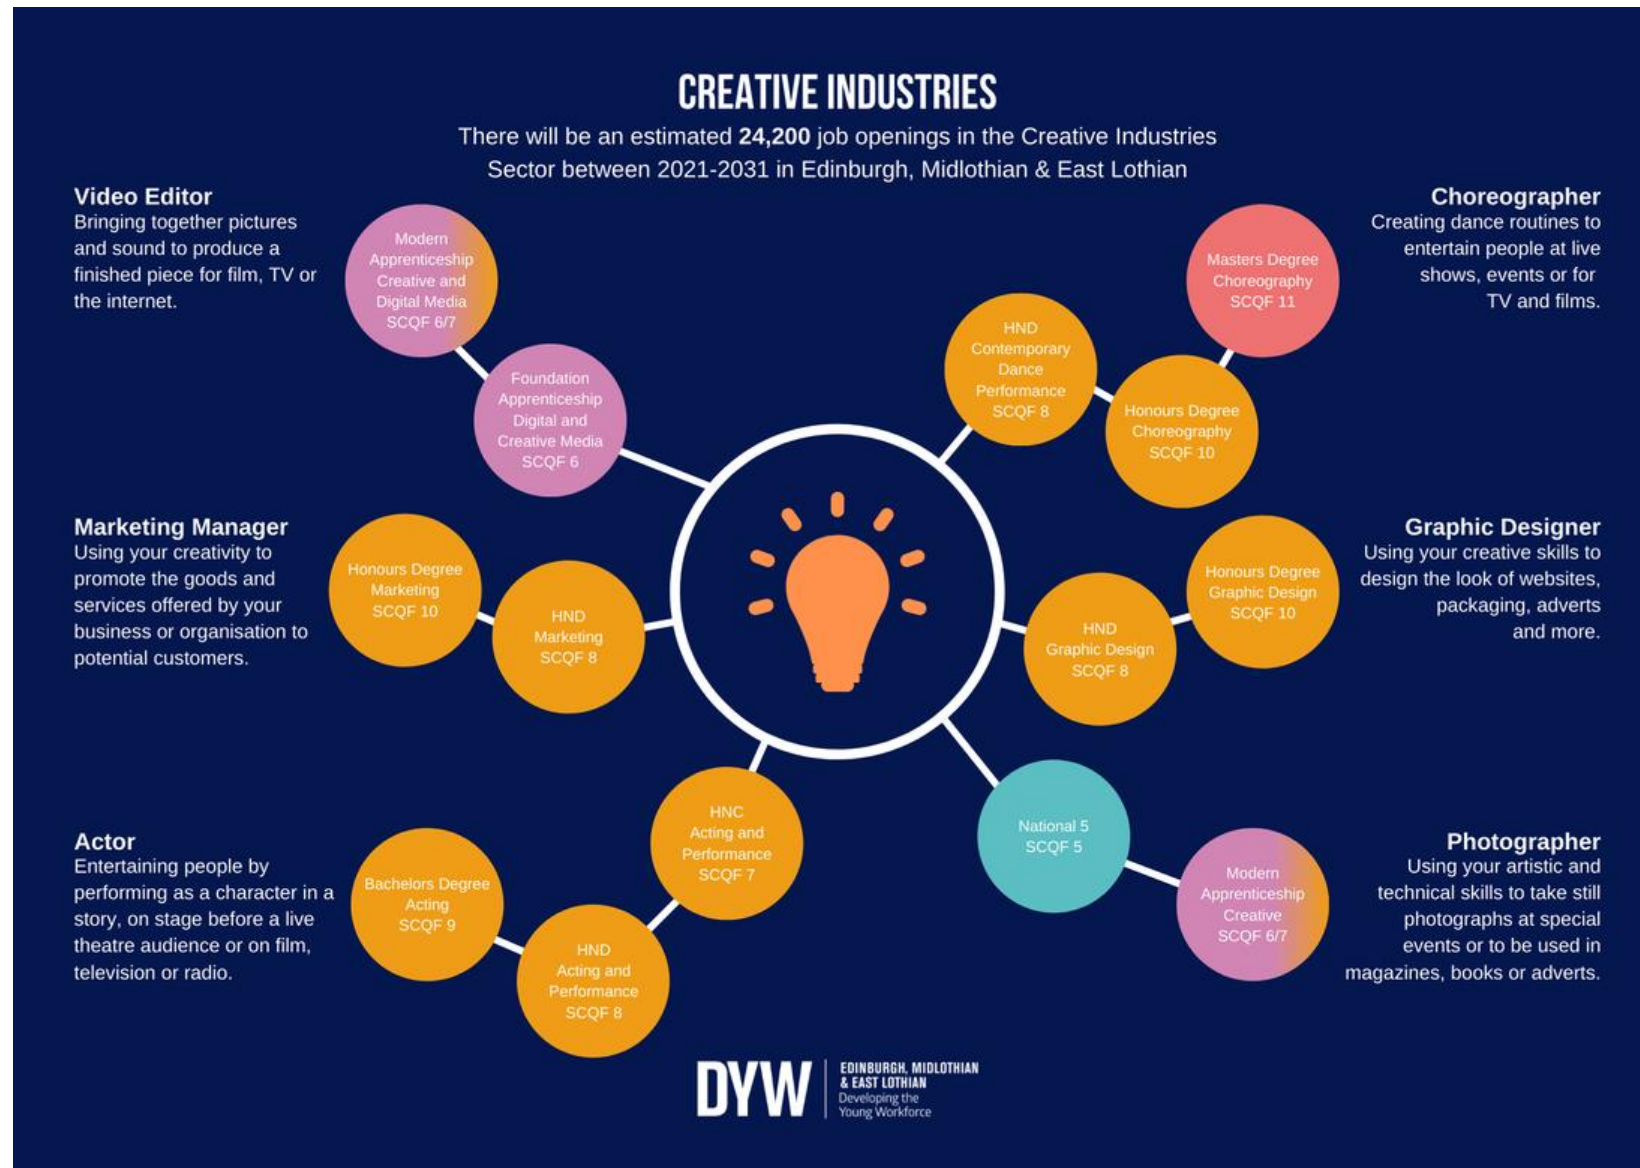 CREATIVE INDUSTRIES
There will be an estimated 24,200 job openings in the Creative Industries
Sector between 2021-2031 in Edinburgh, Midlothian & East Lothian
Video Editor
Bringing together pictures
and sound to produce a
finished piece for film, TV or
the internet.
Modern
Apprenticeship
Creative and
Digital Media
SCQF 6/7
Foundation
Apprenticeship
Digital and
Creative Media
SCQF 6
HND
Contemporary
Dance
Performance
SCQF 8
Honours Degree
Choreography
SCQF 10
Masters Degree
Choreography
SCQF 11
Choreographer
Creating dance routines to
entertain people at live
shows, events or for
TV and films.
Marketing Manager
Using your creativity to
promote the goods and
services offered by your
business or organisation to
potential customers.
Honours Degree
Marketing
SCQF 10
HND
Marketing
SCQF 8
HND
Graphic Design
SCQF 8
Honours Degree
Graphic Design
SCQF 10
Graphic Designer
Using your creative skills to
design the look of websites,
packaging, adverts
and more.
Actor
Entertaining people by
performing as a character in a
story, on stage before a live
theatre audience or on film,
television or radio.
Bachelors Degree
Acting
SCQF 9
HND
Acting and
Performance
SCQF 8
HNC
Acting and
Performance
SCQF 7
National 5
SCQF 5
Modern
Apprenticeship
Creative
SCQF 6/7
Photographer
Using your artistic and
technical skills to take still
photographs at special
events or to be used in
magazines, books or adverts.
DYW
EDINBURGH, MIDLOTHIAN
& EAST LOTHIAN
Developing the
Young Workforce